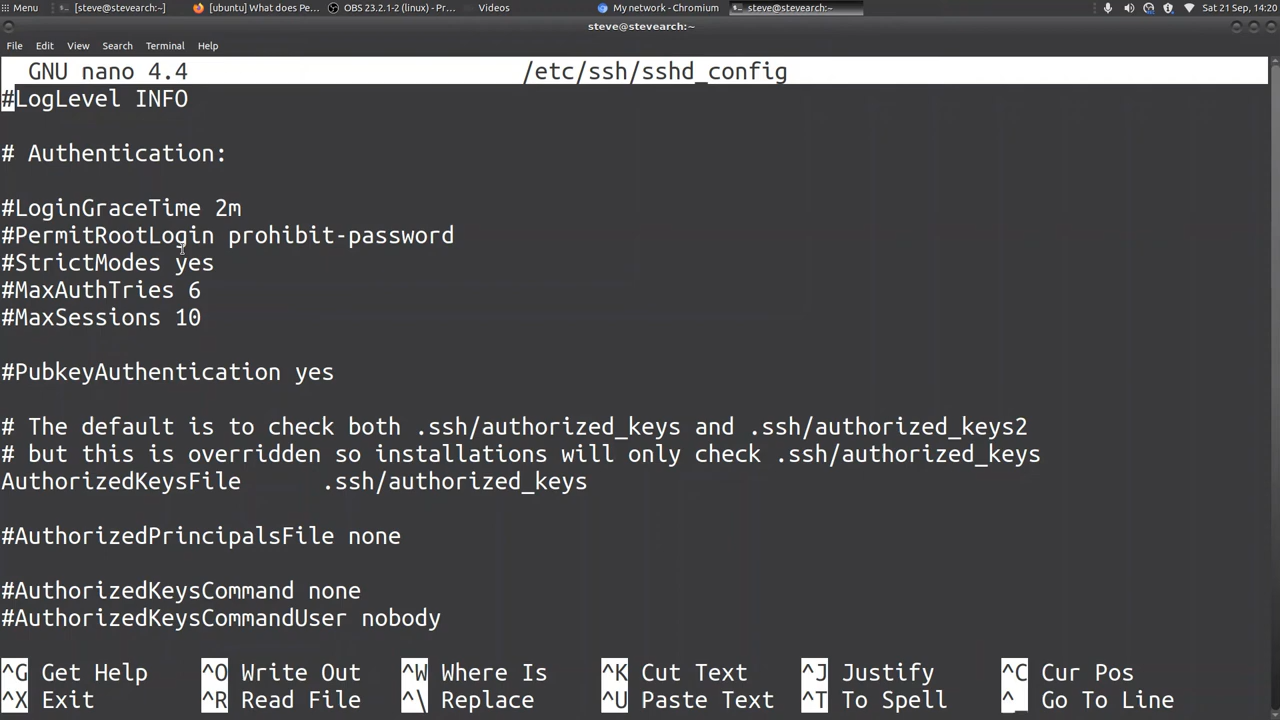 Menu [steve@stevearch:~ [ubuntu] What does Pe... OBS 23.2.1-2 (linux) - Pr... Videos My network - Chromium steve@stevearch:~ Sat 21 Sep, 14:20
steve@stevearch:~
File Edit View Search Terminal Help
GNU nano 4.4 /etc/ssh/sshd_config
#LogLevel INFO
# Authentication:
#LoginGraceTime 2m
#PermitRootLogin prohibit-password
#StrictModes yes
#MaxAuthTries 6
#MaxSessions 10
#PubkeyAuthentication yes
# The default is to check both .ssh/authorized_keys and .ssh/authorized_keys2
# but this is overridden so installations will only check .ssh/authorized_keys
AuthorizedKeysFile .ssh/authorized_keys
#AuthorizedPrincipalsFile none
#AuthorizedKeysCommand none
#AuthorizedKeysCommandUser nobody
^G Get Help ^O Write Out ^W Where Is ^K Cut Text ^J Justify ^C Cur Pos
^X Exit ^R Read File ^\ Replace ^U Paste Text ^T To Spell ^_ Go To Line